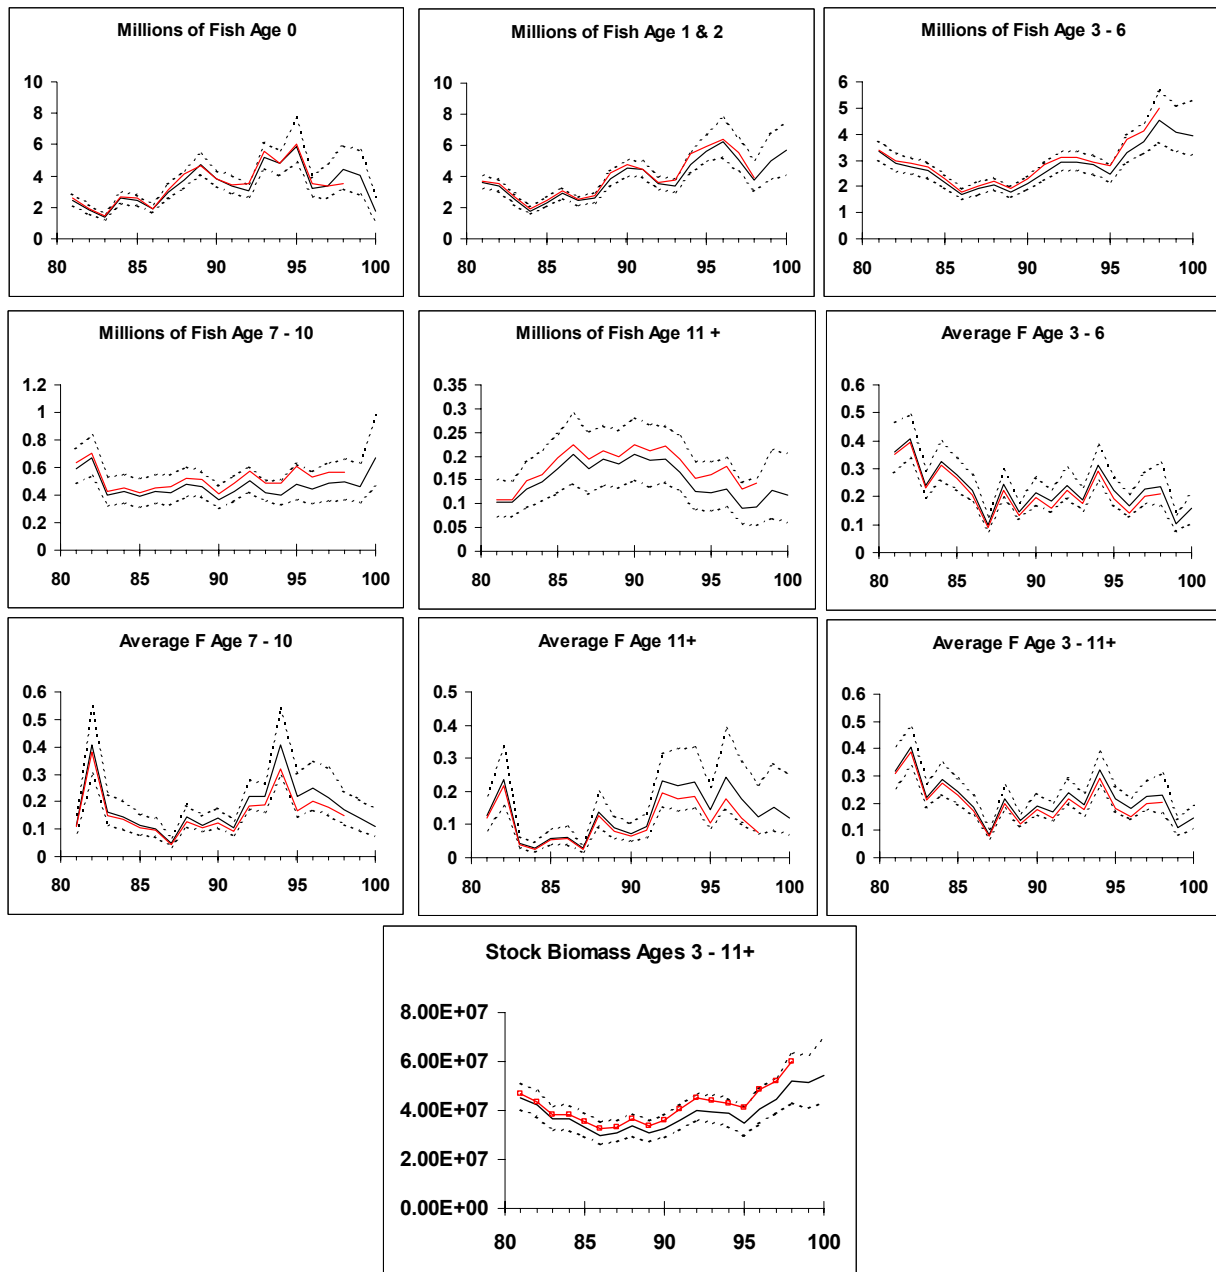 Millions of Fish Age 0
10
8
6
4
2
0
80 85 90 95 100
Millions of Fish Age 1 & 2
10
8
6
4
2
0
80 85 90 95 100
Millions of Fish Age 3 - 6
6
5
4
3
2
1
0
80 85 90 95 100
Millions of Fish Age 7 - 10
1.2
1
0.8
0.6
0.4
0.2
0
80 85 90 95 100
Millions of Fish Age 11 +
0.35
0.3
0.25
0.2
0.15
0.1
0.05
0
80 85 90 95 100
Average F Age 3 - 6
0.6
0.5
0.4
0.3
0.2
0.1
0
80 85 90 95 100
Average F Age 7 - 10
0.6
0.5
0.4
0.3
0.2
0.1
0
80 85 90 95 100
Average F Age 11+
0.5
0.4
0.3
0.2
0.1
0
80 85 90 95 100
Average F Age 3 - 11+
0.6
0.5
0.4
0.3
0.2
0.1
0
80 85 90 95 100
Stock Biomass Ages 3 - 11+
8.00E+07
6.00E+07
4.00E+07
2.00E+07
0.00E+00
80 85 90 95 100